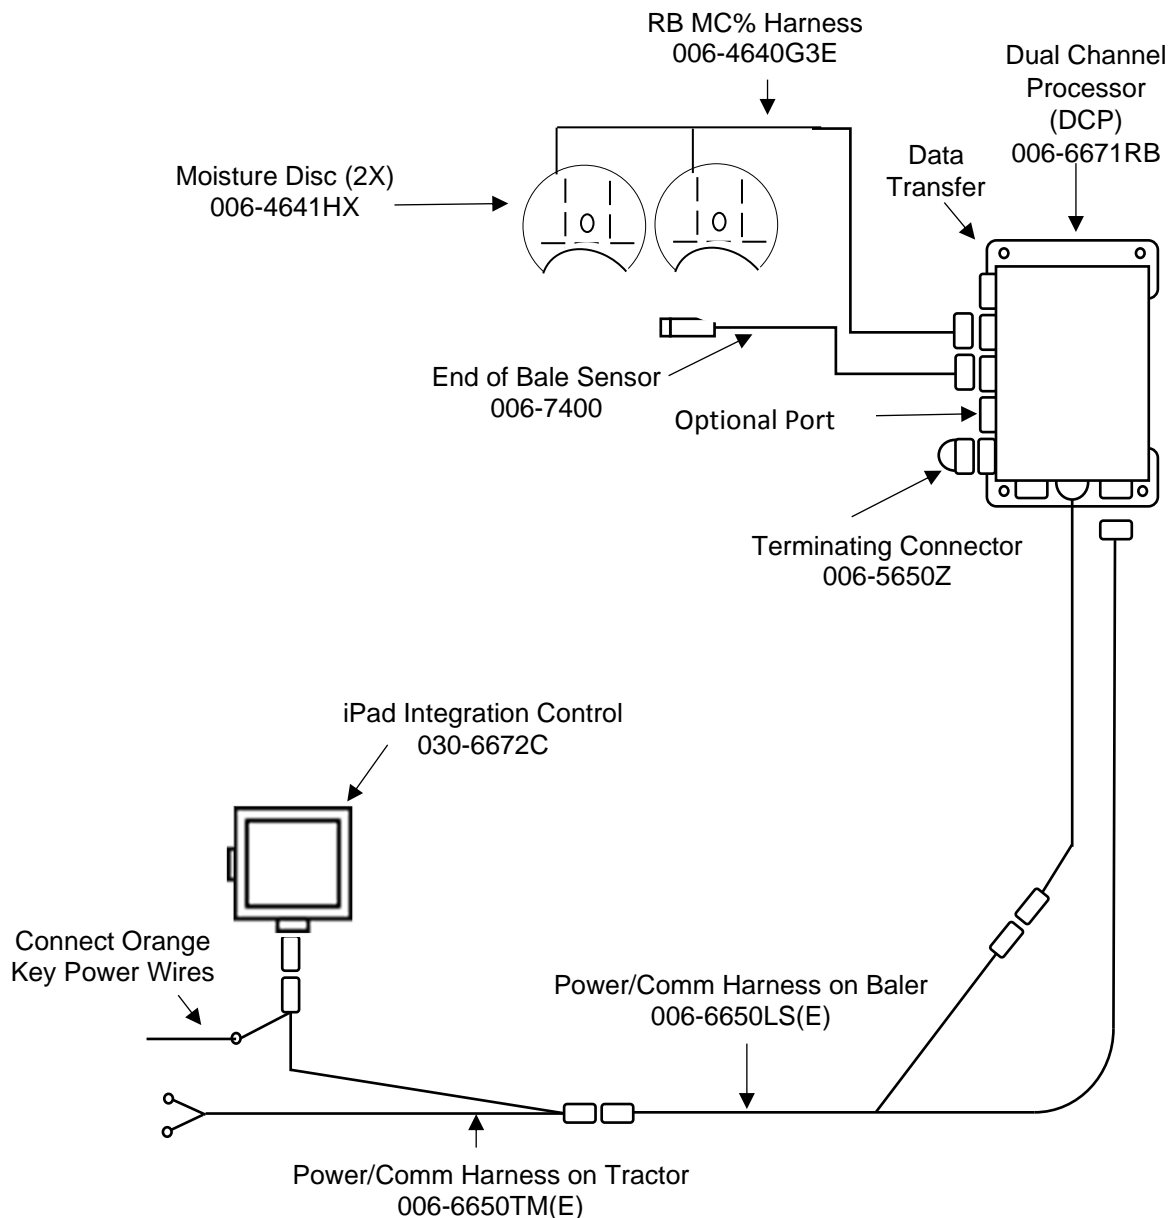 RB MC% Harness
006-4640G3E
Dual Channel
Processor
(DCP)
006-6671RB
Data
Transfer
Moisture Disc (2X)
006-4641HX
End of Bale Sensor
006-7400
Optional Port
Terminating Connector
006-5650Z
iPad Integration Control
030-6672C
Connect Orange
Key Power Wires
Power/Comm Harness on Baler
006-6650LS(E)
Power/Comm Harness on Tractor
006-6650TM(E)